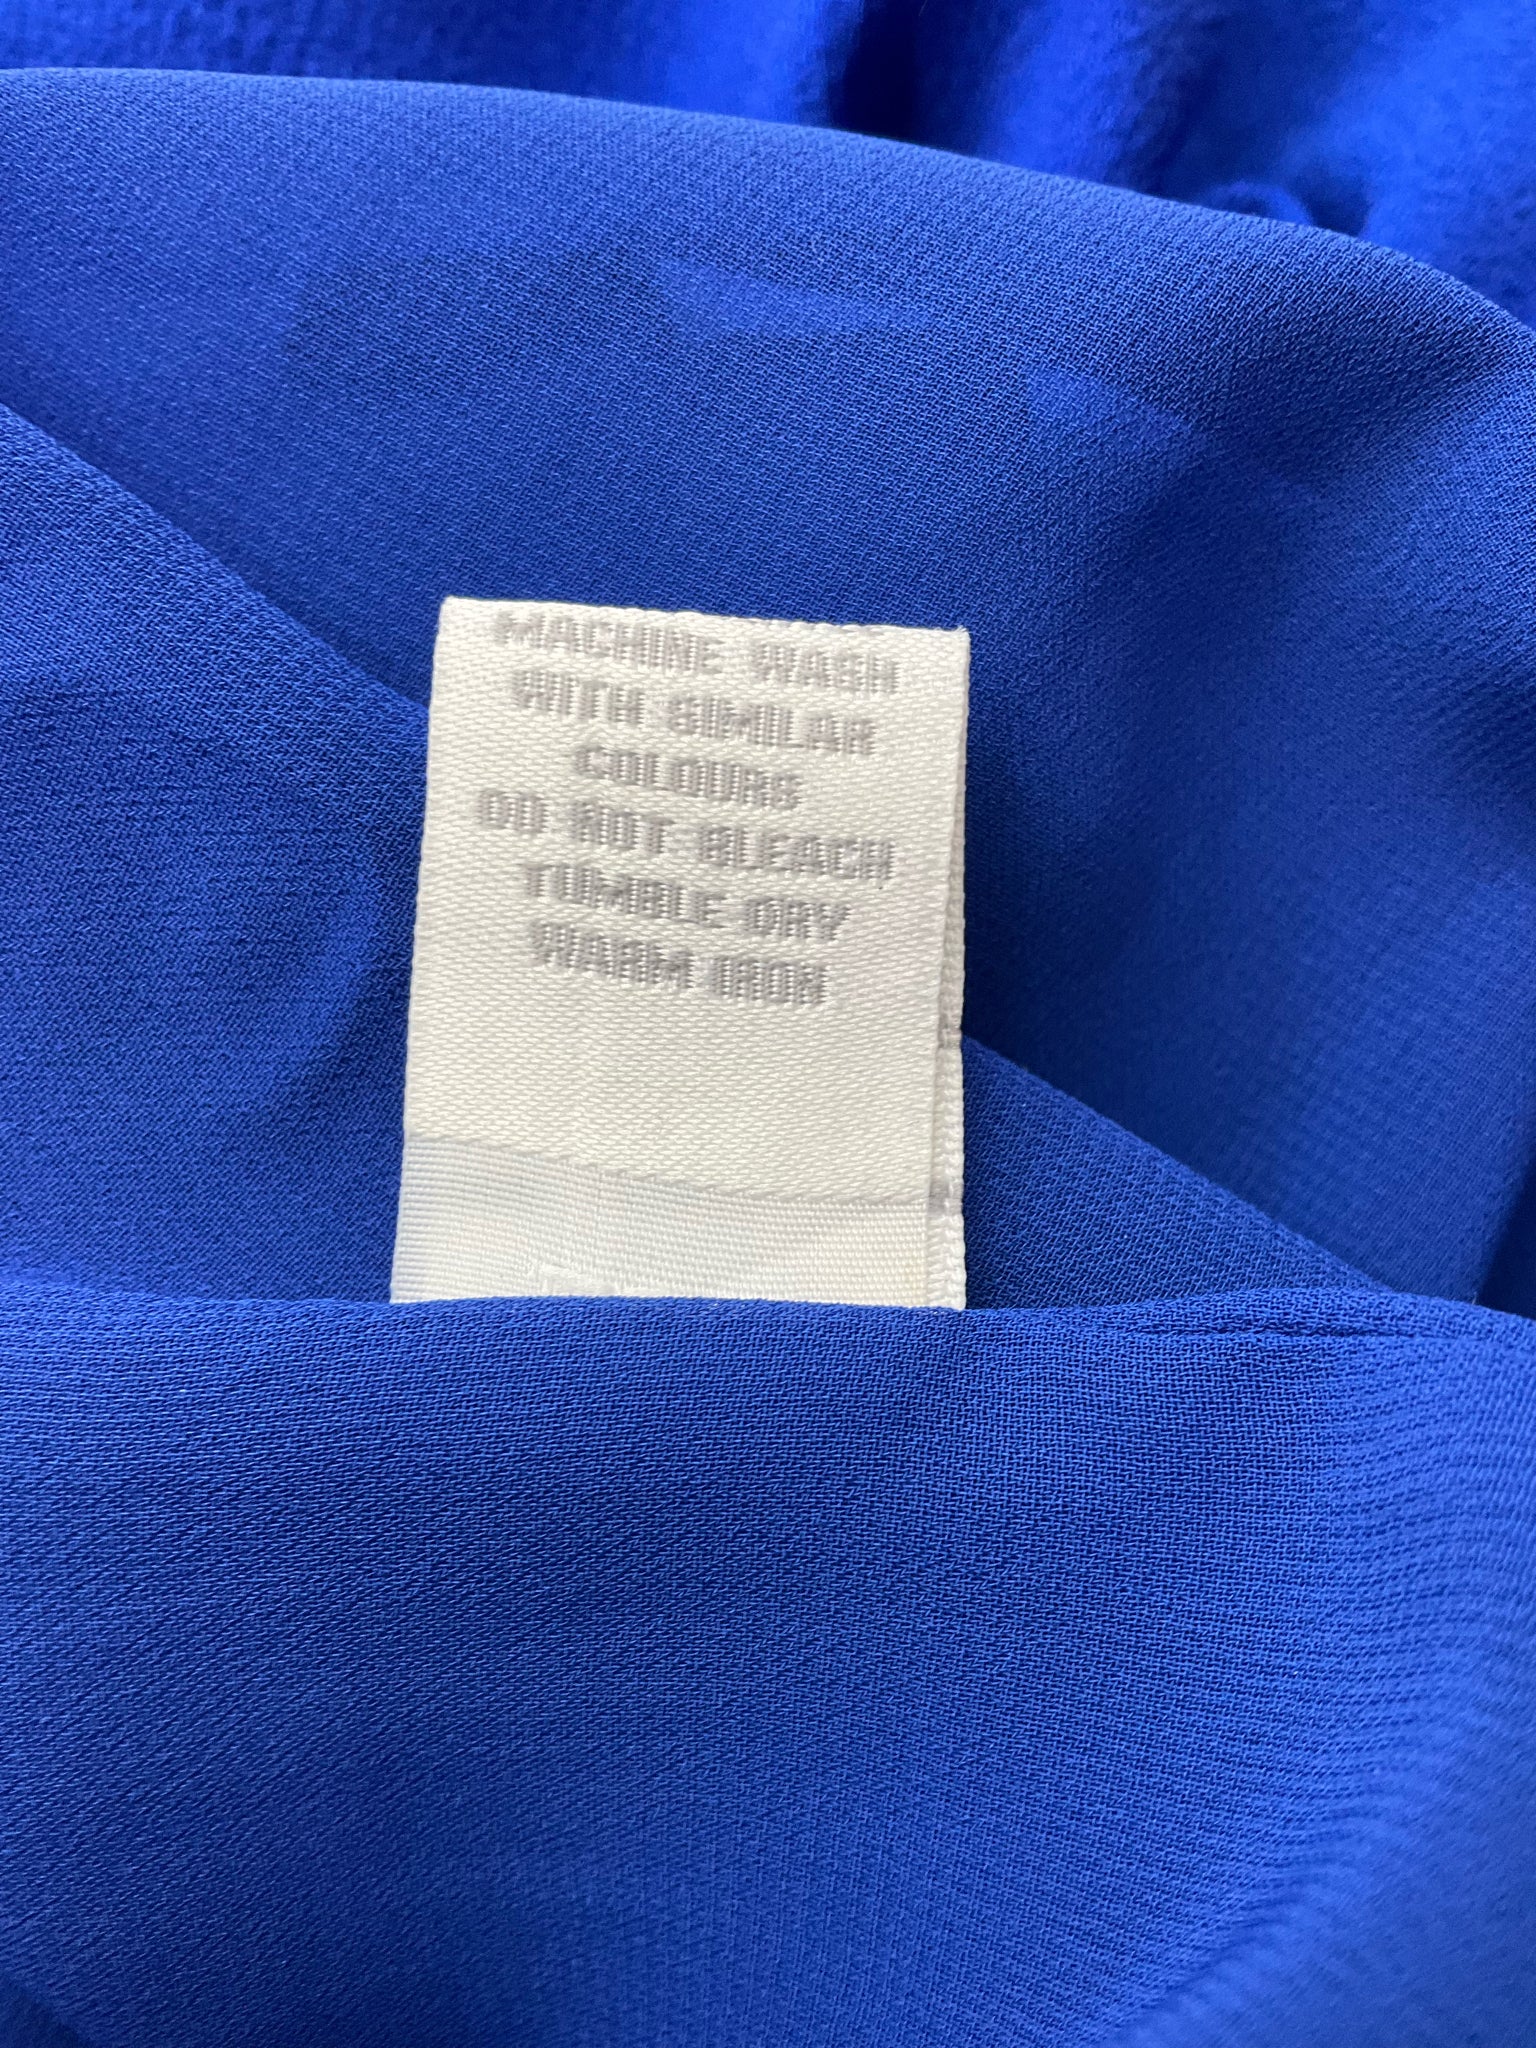 MACHINE WASH
WITH SIMILAR
COLOURS
DO NOT BLEACH
TUMBLE DRY
WARM IRON